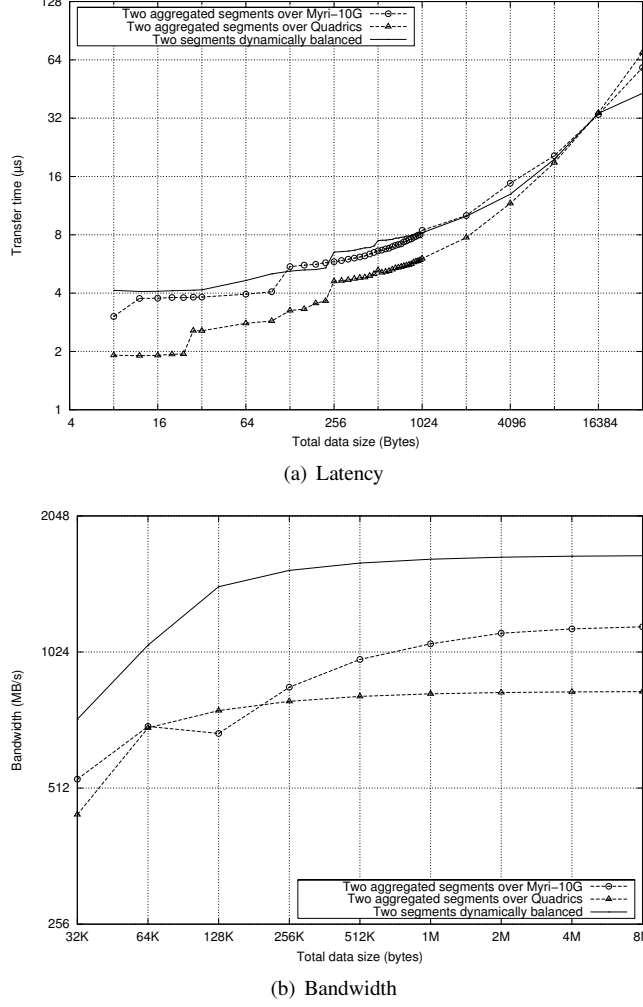 128
Two aggregated segments over Myri-10G
Two aggregated segments over Quadrics
Two segments dynamically balanced
64
32
16
8
4
2
1
Transfer time (µs)
4 16 64 256 1024 4096 16384
Total data size (Bytes)
(a) Latency
2048
1024
512
256
Bandwidth (MB/s)
Two aggregated segments over Myri-10G
Two aggregated segments over Quadrics
Two segments dynamically balanced
32K 64K 128K 256K 512K 1M 2M 4M 8M
Total data size (bytes)
(b) Bandwidth